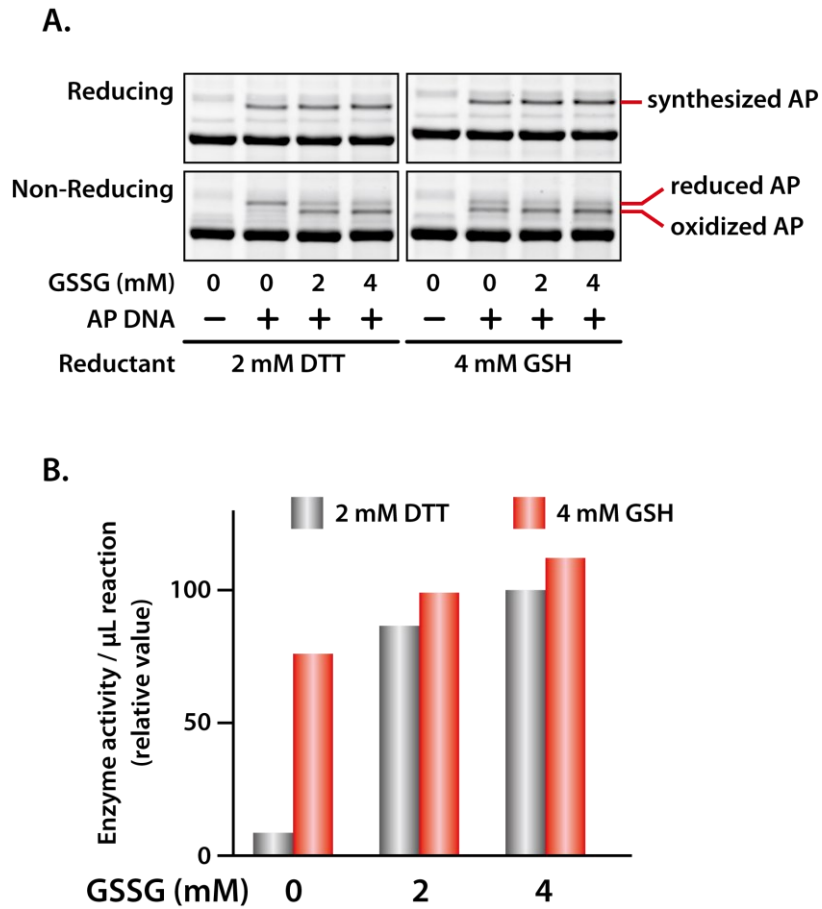 A.
Reducing
synthesized AP
Non-Reducing
reduced AP
oxidized AP
GSSG (mM) 0 0 2 4 0 0 2 4
AP DNA − + + + − + + +
Reductant 2 mM DTT 4 mM GSH
B.
2 mM DTT 4 mM GSH
Enzyme activity / µL reaction
(relative value)
100
50
0
GSSG (mM) 0 2 4